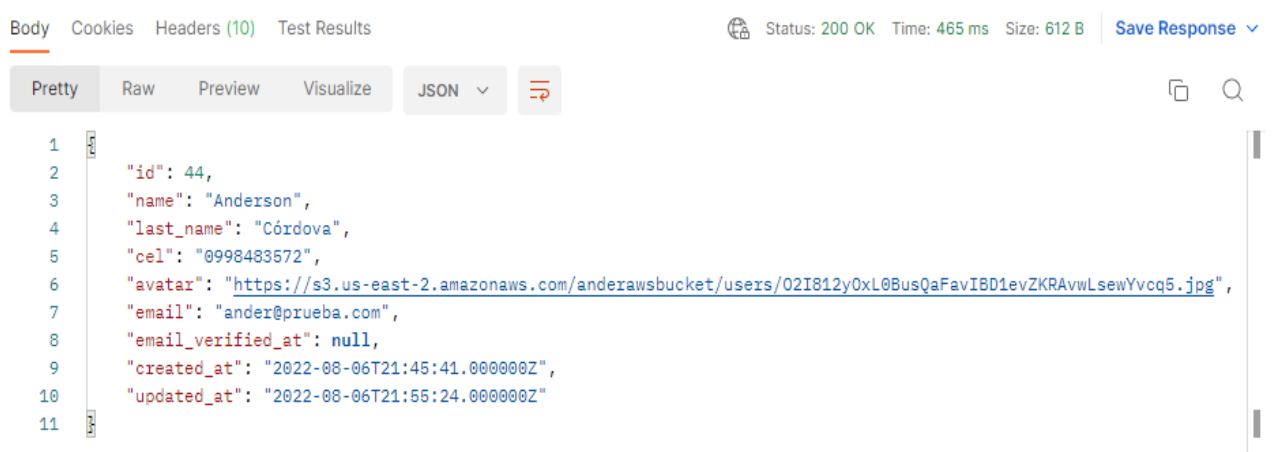 Body Cookies Headers (10) Test Results Status: 200 OK Time: 465 ms Size: 612 B Save Response
Pretty Raw Preview Visualize JSON
1 {
2 "id": 44,
3 "name": "Anderson",
4 "last_name": "Córdova",
5 "cel": "0998483572",
6 "avatar": "https://s3.us-east-2.amazonaws.com/anderawsbucket/users/O2I812yOxL0BusQaFavIBD1evZKRAvwLsewYvcq5.jpg",
7 "email": "ander@prueba.com",
8 "email_verified_at": null,
9 "created_at": "2022-08-06T21:45:41.000000Z",
10 "updated_at": "2022-08-06T21:55:24.000000Z"
11 }